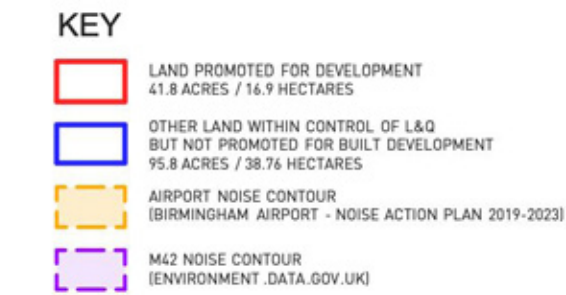 KEY
LAND PROMOTED FOR DEVELOPMENT
41.8 ACRES / 16.9 HECTARES
OTHER LAND WITHIN CONTROL OF L&Q
BUT NOT PROMOTED FOR BUILT DEVELOPMENT
95.8 ACRES / 38.76 HECTARES
AIRPORT NOISE CONTOUR
(BIRMINGHAM AIRPORT - NOISE ACTION PLAN 2019-2023)
M42 NOISE CONTOUR
(ENVIRONMENT .DATA.GOV.UK)